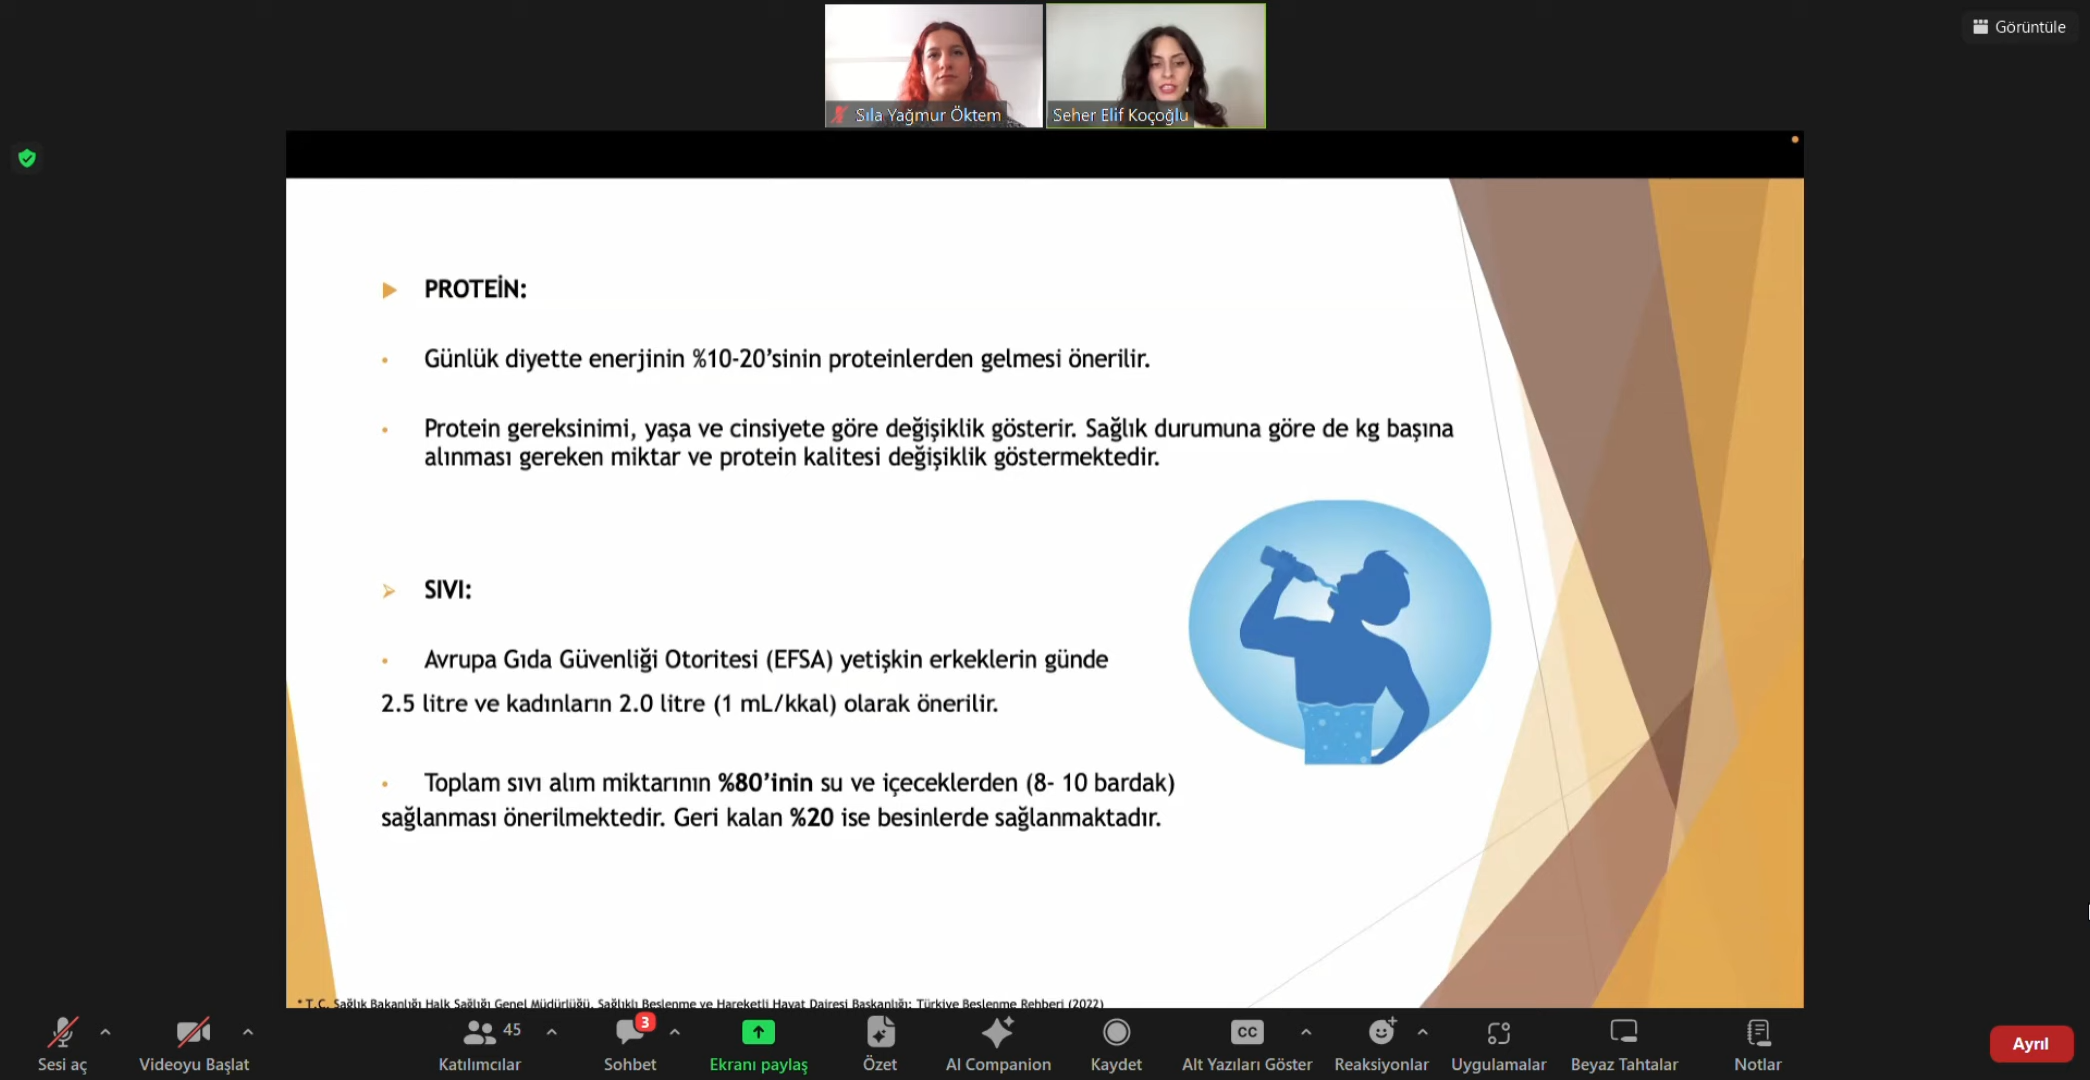 Görüntüle
Sıla Yağmur Öktem
Seher Elif Koçoğlu
PROTEİN:
Günlük diyette enerjinin %10-20’sinin proteinlerden gelmesi önerilir.
Protein gereksinimi, yaşa ve cinsiyete göre değişiklik gösterir. Sağlık durumuna göre de kg başına
alınması gereken miktar ve protein kalitesi değişiklik göstermektedir.
SIVI:
Avrupa Gıda Güvenliği Otoritesi (EFSA) yetişkin erkeklerin günde
2.5 litre ve kadınların 2.0 litre (1 mL/kkal) olarak önerilir.
Toplam sıvı alım miktarının %80’inin su ve içeceklerden (8- 10 bardak)
sağlanması önerilmektedir. Geri kalan %20 ise besinlerde sağlanmaktadır.
* T.C. Sağlık Bakanlığı Halk Sağlığı Genel Müdürlüğü, Sağlıklı Beslenme ve Hareketli Hayat Dairesi Başkanlığı: Türkiye Beslenme Rehberi (2022)
45
3
CC
Sesi aç
Videoyu Başlat
Katılımcılar
Sohbet
Ekranı paylaş
Özet
AI Companion
Kaydet
Alt Yazıları Göster
Reaksiyonlar
Uygulamalar
Beyaz Tahtalar
Notlar
Ayrıl